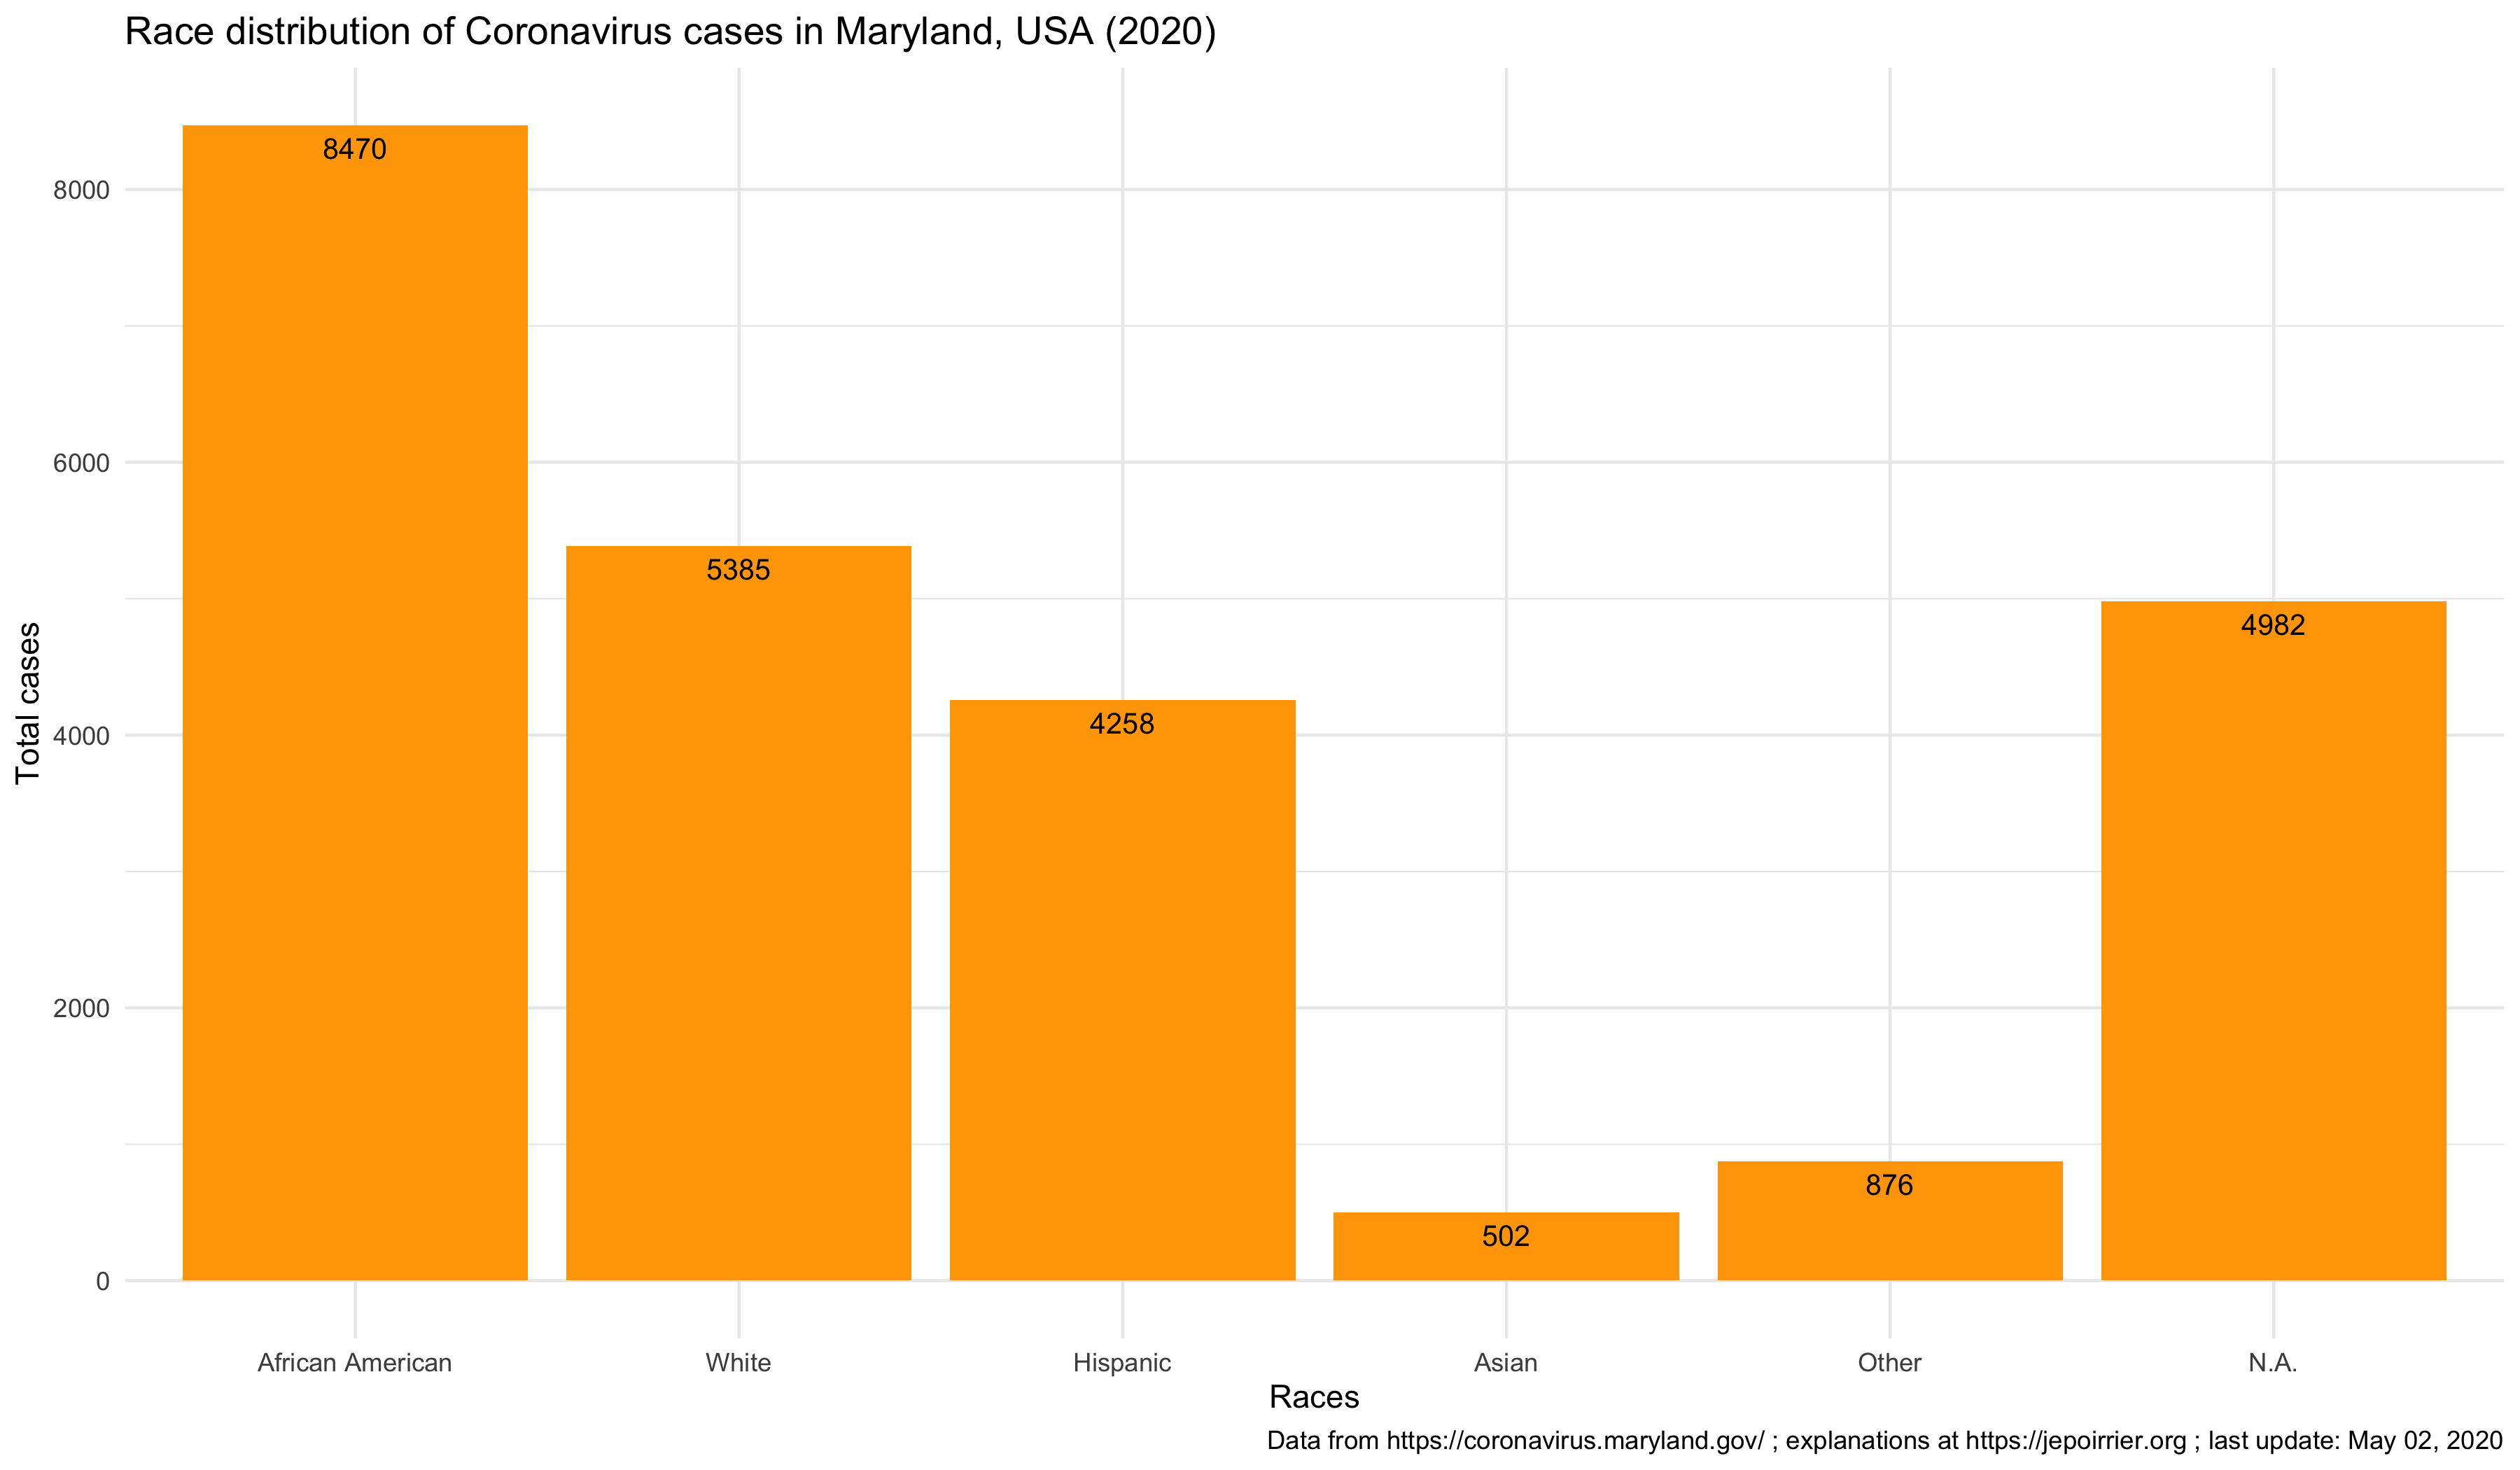 Race distribution of Coronavirus cases in Maryland, USA (2020)
Total cases
8000
6000
4000
2000
0
8470
5385
4258
502
876
4982
African American
White
Hispanic
Asian
Other
N.A.
Races
Data from https://coronavirus.maryland.gov/ ; explanations at https://jepoirrier.org ; last update: May 02, 2020